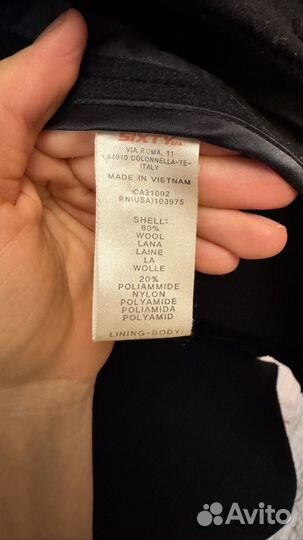 SIXTY SPA
VIA ROMA, 11
64010 COLONNELLA-TE-
ITALY
MADE IN VIETNAM
CA31092
RN(USA)103975
SHELL:
80%
WOOL
LANA
LAINE
LA
WOLLE
20%
POLIAMMIDE
NYLON
POLYAMIDE
POLIAMIDA
POLYAMID
LINING-BODY:
Avito